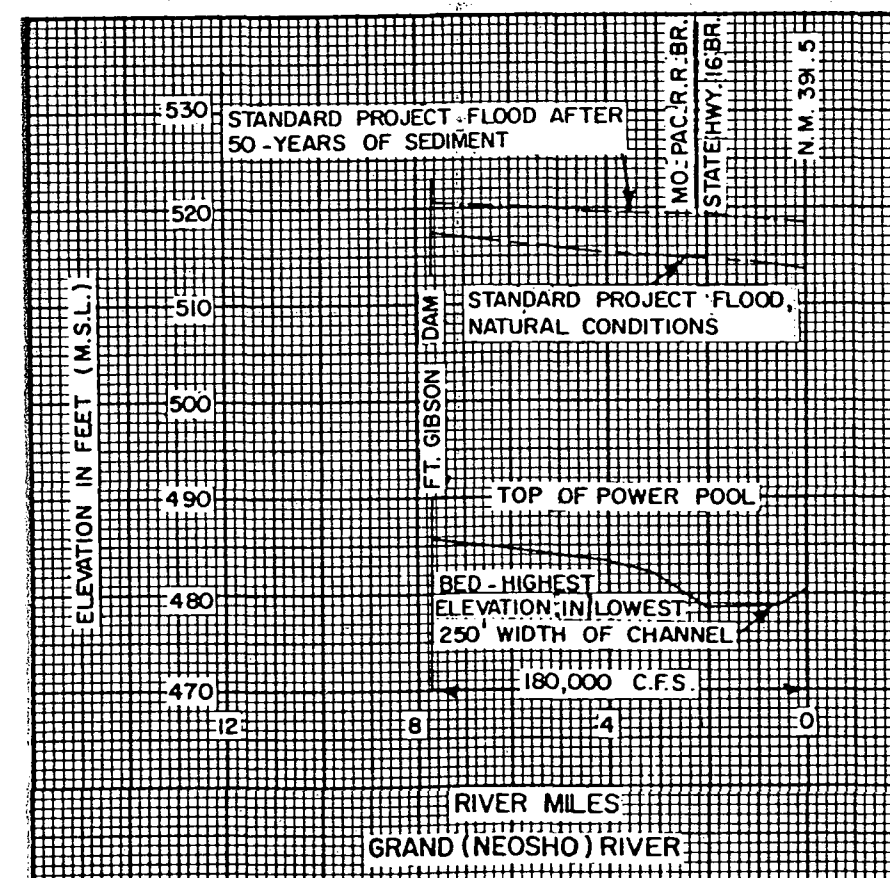 MO. PAC. R.R. BR.
STATE HWY. 16 BR.
N.M. 391.5
530
STANDARD PROJECT FLOOD AFTER
50-YEARS OF SEDIMENT
520
510
STANDARD PROJECT FLOOD,
NATURAL CONDITIONS
ELEVATION IN FEET (M.S.L.)
FT. GIBSON DAM
500
490
TOP OF POWER POOL
480
BED-HIGHEST
ELEVATION IN LOWEST
250' WIDTH OF CHANNEL
470
180,000 C.F.S.
12
8
4
0
RIVER MILES
GRAND (NEOSHO) RIVER